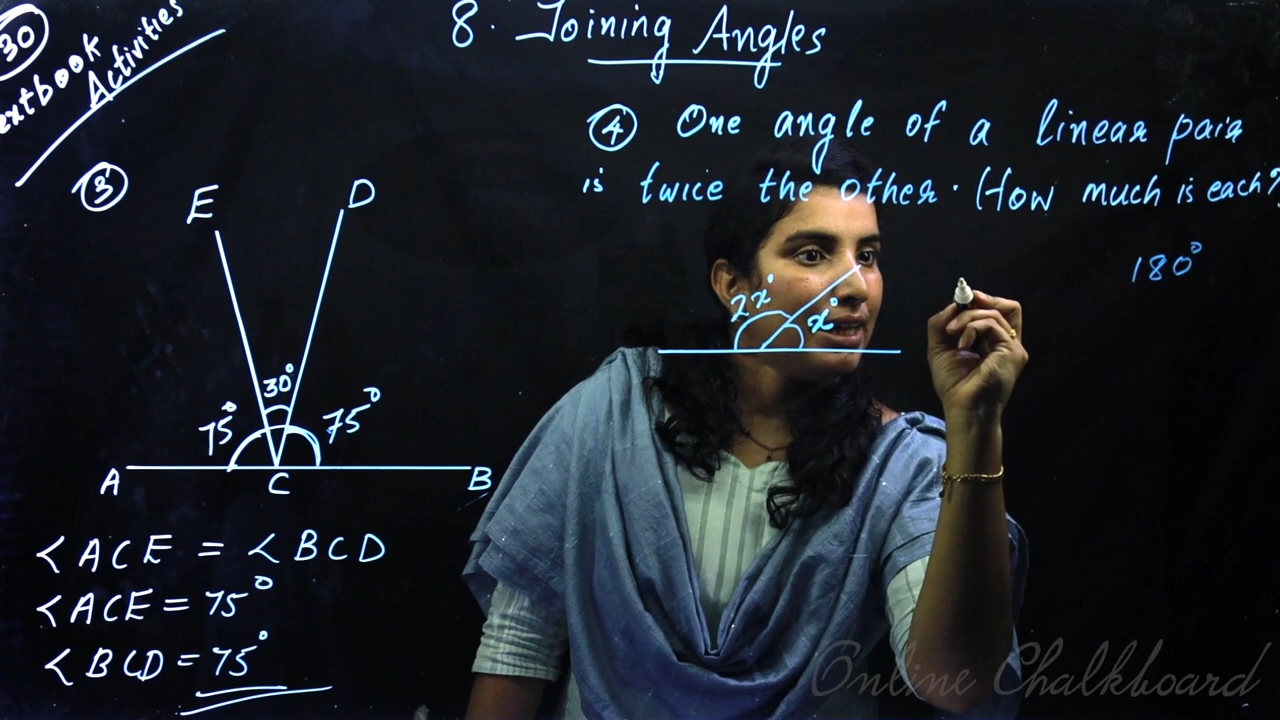 30
Textbook
Activities
8. Joining Angles
3
E
D
30°
75°
75°
A
C
B
<ACE = <BCD
<ACE = 75°
<BCD = 75°
4 One angle of a linear pair
is twice the other. How much is each?
180°
2x°
x°
Online Chalkboard